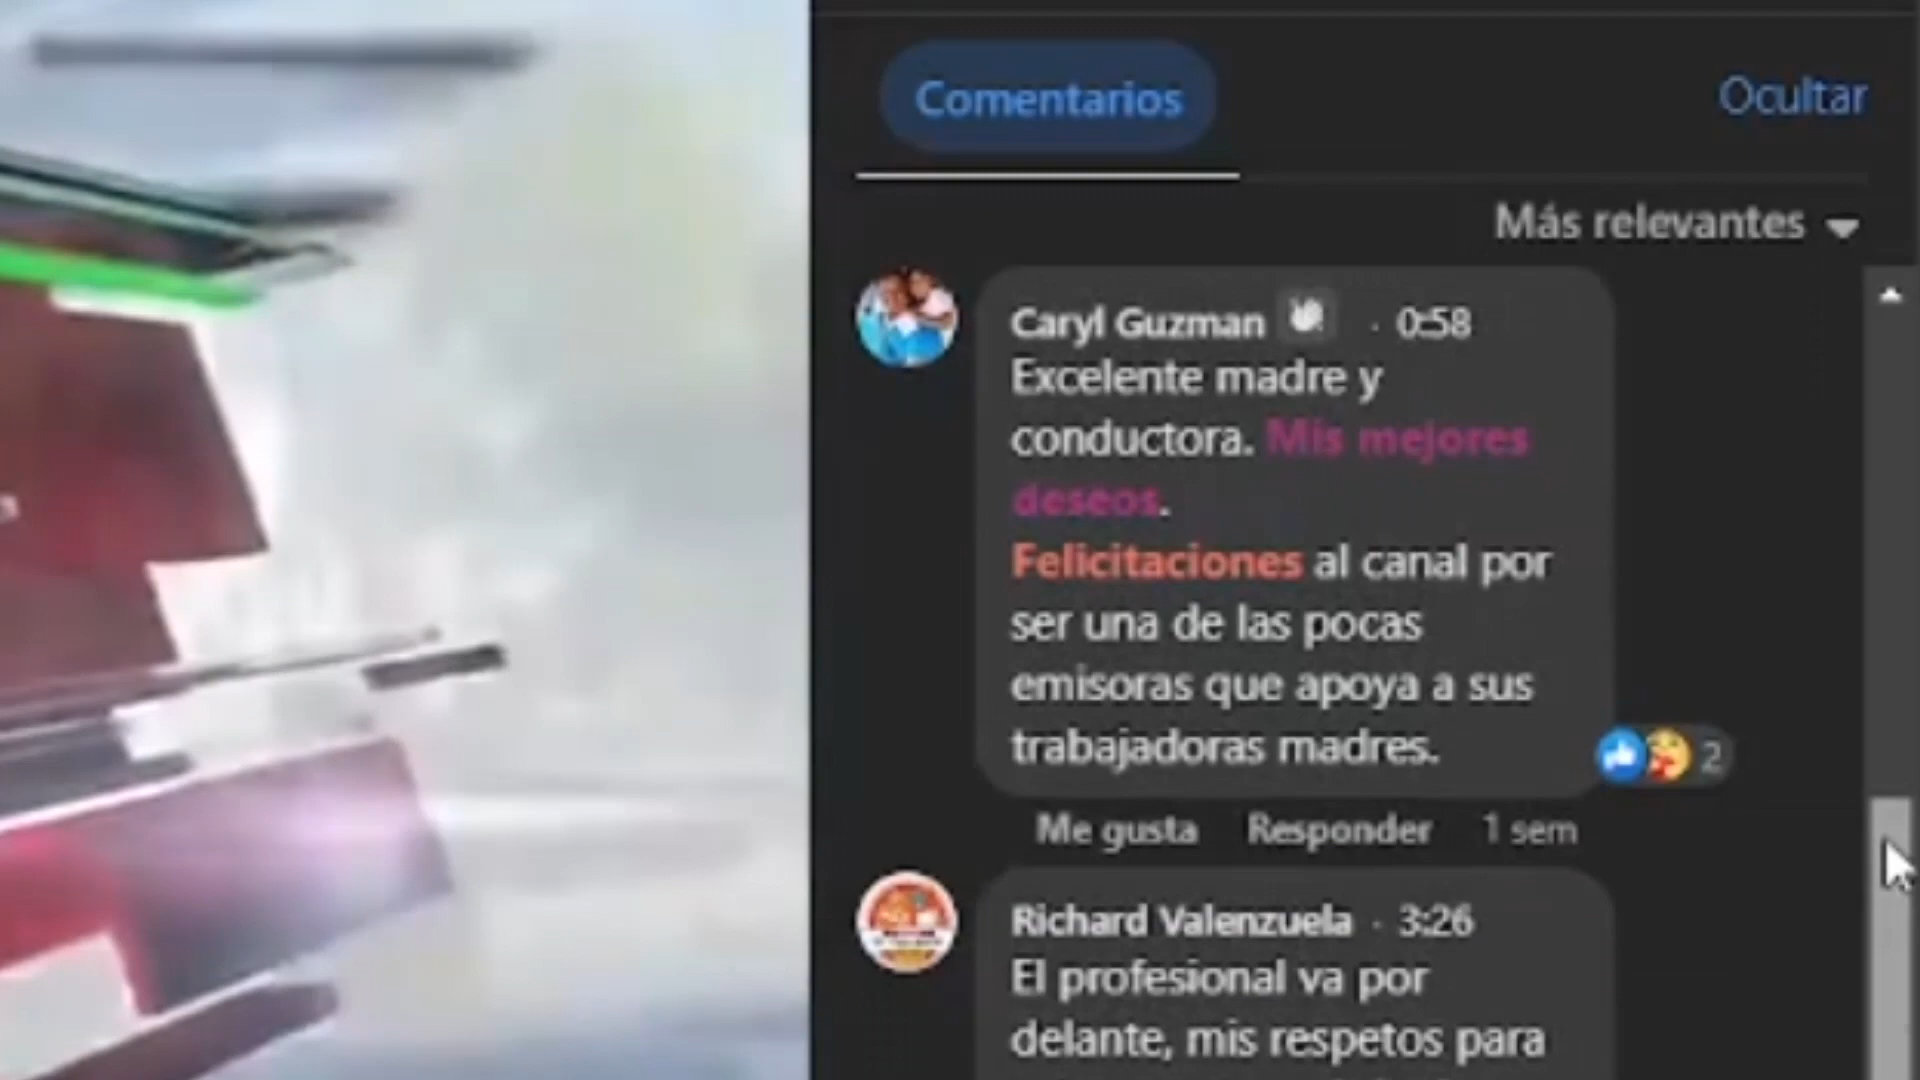 Comentarios
Ocultar
Más relevantes
Caryl Guzman · 0:58
Excelente madre y
conductora. Mis mejores
deseos.
Felicitaciones al canal por
ser una de las pocas
emisoras que apoya a sus
trabajadoras madres.
2
Me gusta Responder 1 sem
Richard Valenzuela · 3:26
El profesional va por
delante, mis respetos para